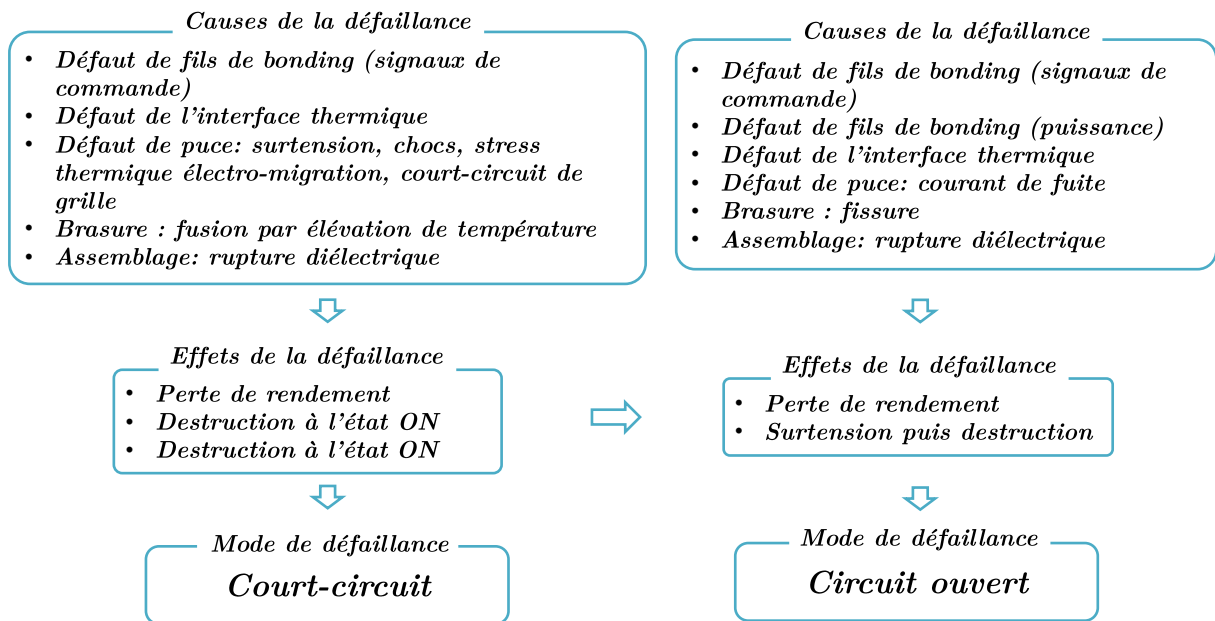 Causes de la défaillance
• Défaut de fils de bonding (signaux de
commande)
• Défaut de l'interface thermique
• Défaut de puce: surtension, chocs, stress
thermique électro-migration, court-circuit de
grille
• Brasure : fusion par élévation de température
• Assemblage: rupture diélectrique
Effets de la défaillance
• Perte de rendement
• Destruction à l'état ON
• Destruction à l'état ON
Mode de défaillance
Court-circuit
Causes de la défaillance
• Défaut de fils de bonding (signaux de
commande)
• Défaut de fils de bonding (puissance)
• Défaut de l'interface thermique
• Défaut de puce: courant de fuite
• Brasure : fissure
• Assemblage: rupture diélectrique
Effets de la défaillance
• Perte de rendement
• Surtension puis destruction
Mode de défaillance
Circuit ouvert